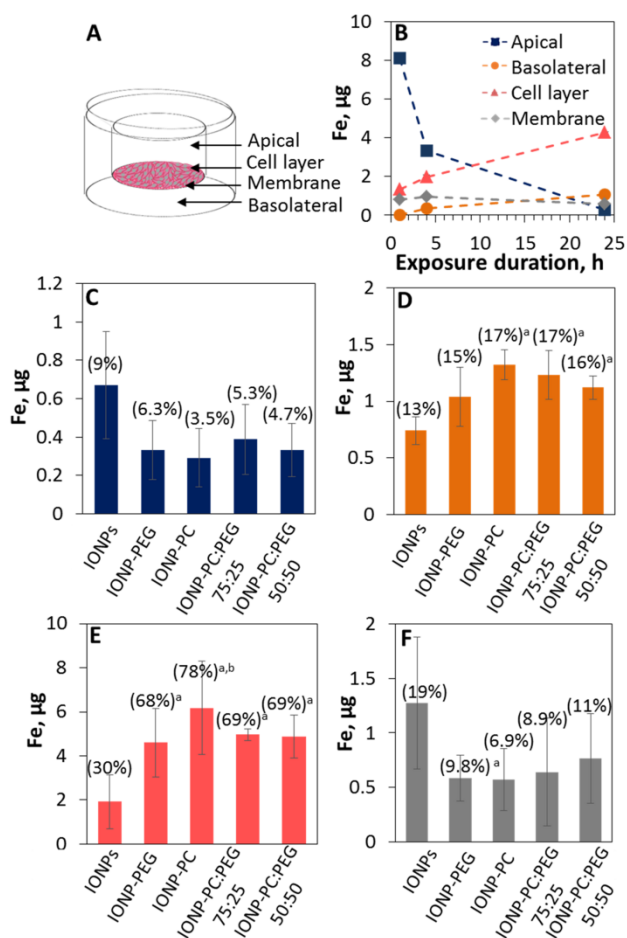 A
Apical
Cell layer
Membrane
Basolateral
B
Fe, µg
10
8
6
4
2
0
Apical
Basolateral
Cell layer
Membrane
0 5 10 15 20 25
Exposure duration, h
C
Fe, µg
1.2
1
0.8
0.6
0.4
0.2
0
(9%)
(6.3%)
(3.5%)
(5.3%)
(4.7%)
IONPs
IONP-PEG
IONP-PC
IONP-PC:PEG
75:25
IONP-PC:PEG
50:50
D
Fe, µg
2
1.5
1
0.5
0
(13%)
(15%)
(17%)ᵃ
(17%)ᵃ
(16%)ᵃ
IONPs
IONP-PEG
IONP-PC
IONP-PC:PEG
75:25
IONP-PC:PEG
50:50
E
Fe, µg
10
8
6
4
2
0
(30%)
(68%)ᵃ
(78%)ᵃ,ᵇ
(69%)ᵃ
(69%)ᵃ
IONPs
IONP-PEG
IONP-PC
IONP-PC:PEG
75:25
IONP-PC:PEG
50:50
F
Fe, µg
2
1.5
1
0.5
0
(19%)
(9.8%)ᵃ
(6.9%)
(8.9%)
(11%)
IONPs
IONP-PEG
IONP-PC
IONP-PC:PEG
75:25
IONP-PC:PEG
50:50